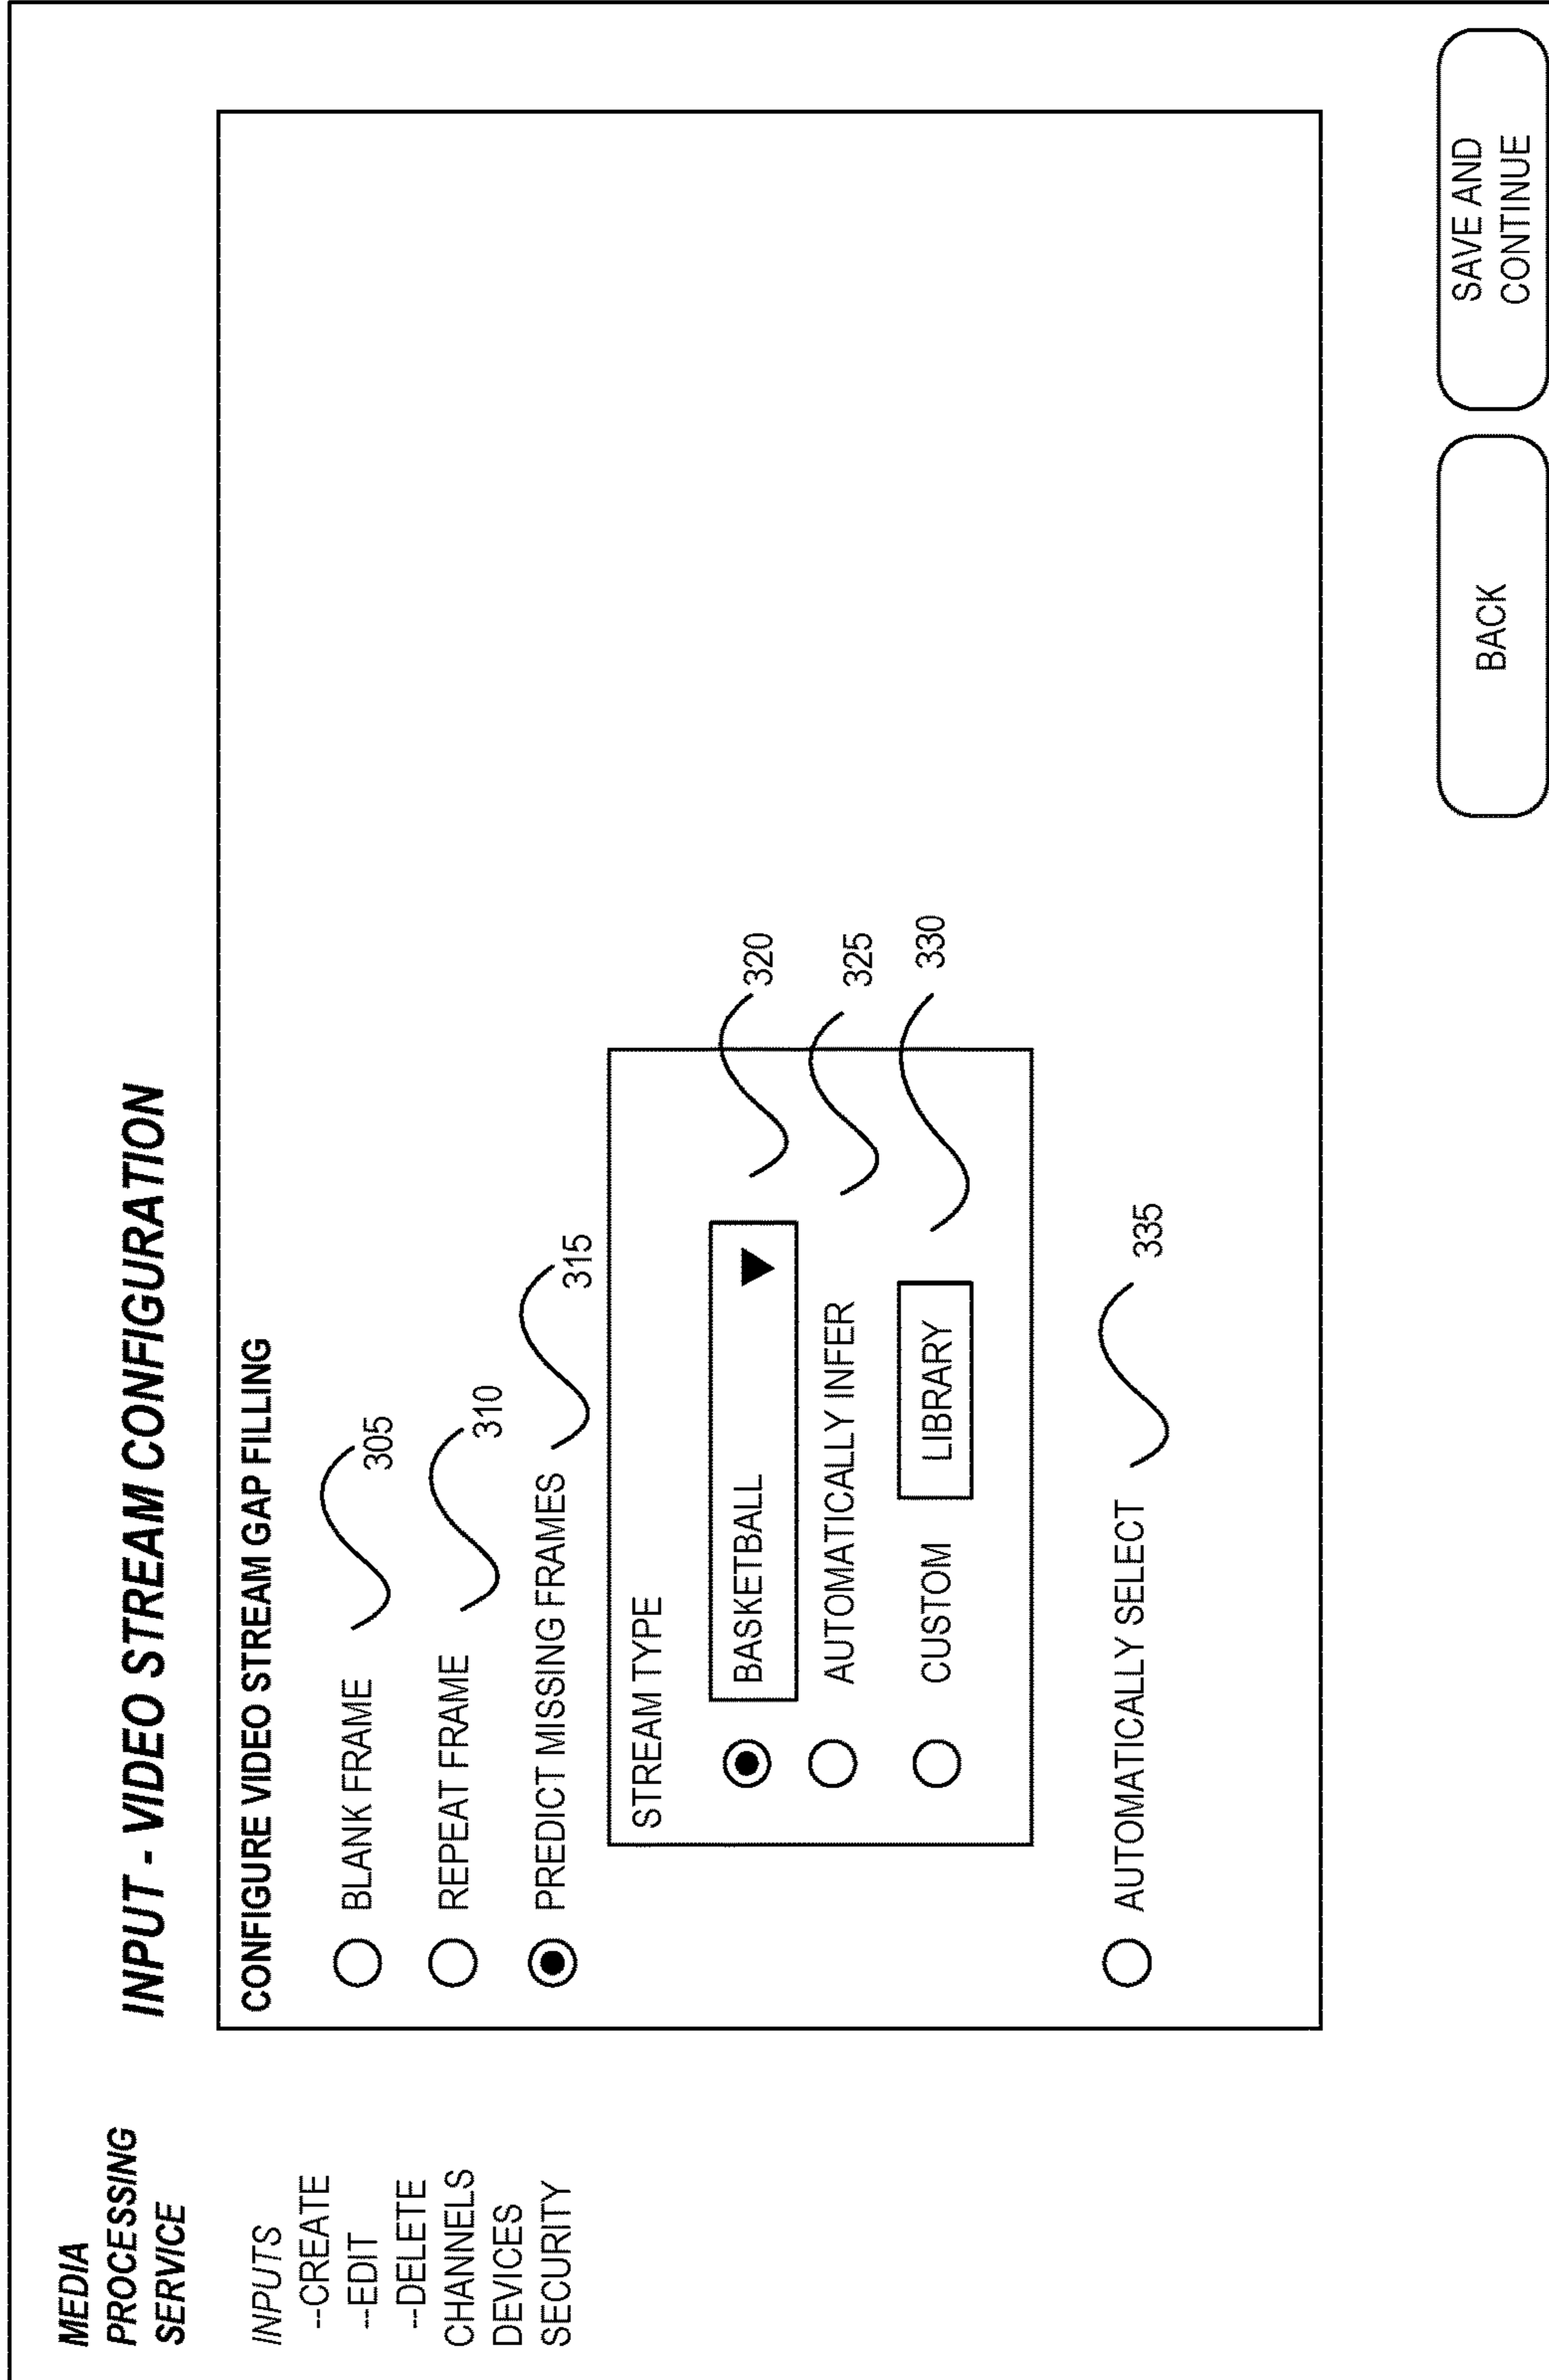 MEDIA
PROCESSING
SERVICE
INPUTS
--CREATE
--EDIT
--DELETE
CHANNELS
DEVICES
SECURITY
INPUT - VIDEO STREAM CONFIGURATION
CONFIGURE VIDEO STREAM GAP FILLING
BLANK FRAME
305
REPEAT FRAME
310
PREDICT MISSING FRAMES
315
STREAM TYPE
BASKETBALL
320
AUTOMATICALLY INFER
325
CUSTOM
LIBRARY
330
AUTOMATICALLY SELECT
335
BACK
SAVE AND
CONTINUE